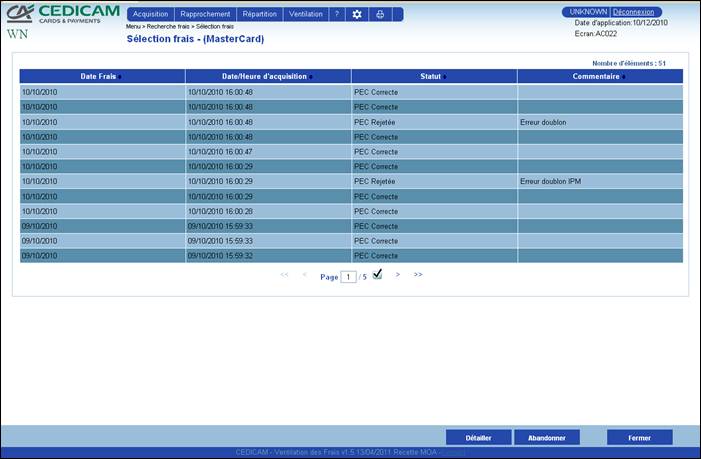 CEDICAM
CARDS & PAYMENTS
WN
Acquisition Rapprochement Répartition Ventilation ?
UNKNOWN Déconnexion
Menu > Recherche frais > Sélection frais
Date d'application:10/12/2010
Sélection frais - (MasterCard)
Ecran:AC022
Nombre d'éléments : 51
Date Frais Date/Heure d'acquisition Statut Commentaire
10/10/2010 10/10/2010 16:00:48 PEC Correcte
10/10/2010 10/10/2010 16:00:48 PEC Correcte
10/10/2010 10/10/2010 16:00:48 PEC Rejetée Erreur doublon
10/10/2010 10/10/2010 16:00:48 PEC Correcte
10/10/2010 10/10/2010 16:00:47 PEC Correcte
10/10/2010 10/10/2010 16:00:29 PEC Correcte
10/10/2010 10/10/2010 16:00:29 PEC Rejetée Erreur doublon IPM
10/10/2010 10/10/2010 16:00:29 PEC Correcte
10/10/2010 10/10/2010 16:00:28 PEC Correcte
09/10/2010 09/10/2010 15:59:33 PEC Correcte
09/10/2010 09/10/2010 15:59:33 PEC Correcte
09/10/2010 09/10/2010 15:59:32 PEC Correcte
<< < Page 1 / 5 > >>
Détailler Abandonner Fermer
CEDICAM - Ventilation des Frais v1.5 13/04/2011 Recette MOA -